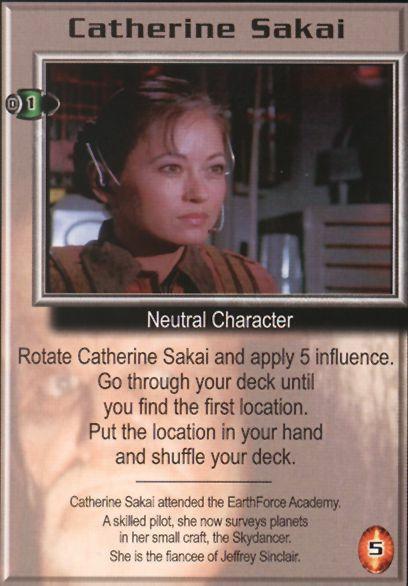 Catherine Sakai
D 1
Neutral Character
Rotate Catherine Sakai and apply 5 influence.
Go through your deck until
you find the first location.
Put the location in your hand
and shuffle your deck.
Catherine Sakai attended the EarthForce Academy.
A skilled pilot, she now surveys planets
in her small craft, the Skydancer.
She is the fiancee of Jeffrey Sinclair.
5